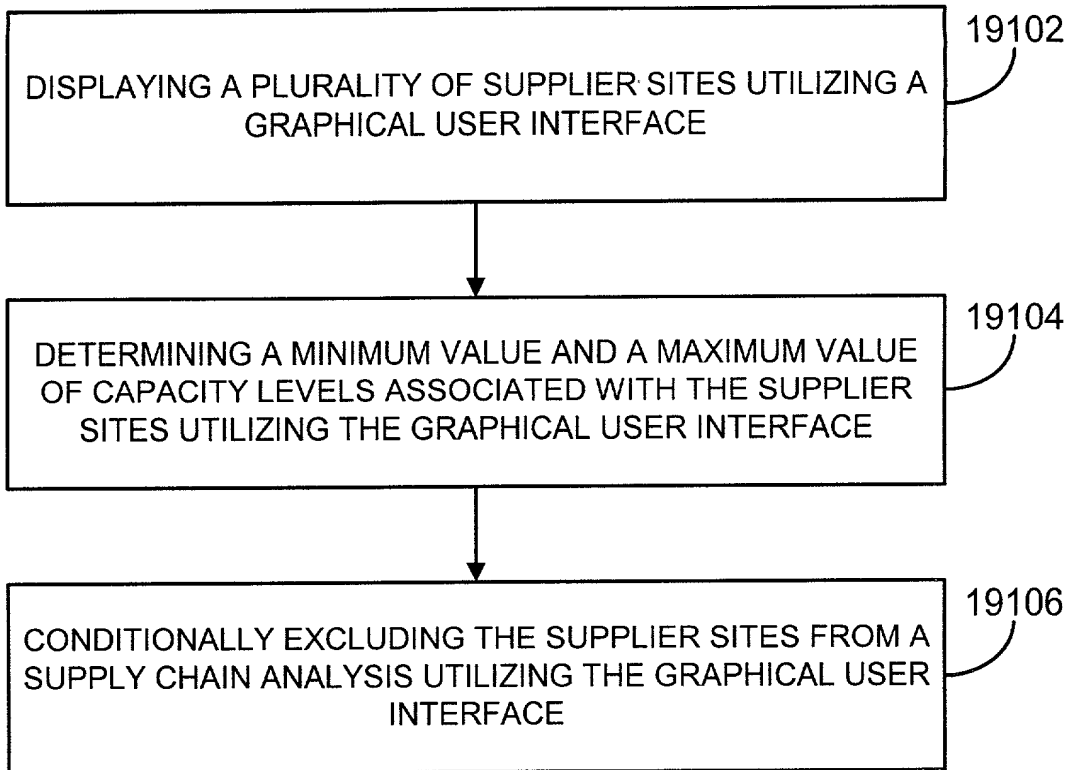 19102
DISPLAYING A PLURALITY OF SUPPLIER SITES UTILIZING A
GRAPHICAL USER INTERFACE
19104
DETERMINING A MINIMUM VALUE AND A MAXIMUM VALUE
OF CAPACITY LEVELS ASSOCIATED WITH THE SUPPLIER
SITES UTILIZING THE GRAPHICAL USER INTERFACE
19106
CONDITIONALLY EXCLUDING THE SUPPLIER SITES FROM A
SUPPLY CHAIN ANALYSIS UTILIZING THE GRAPHICAL USER
INTERFACE